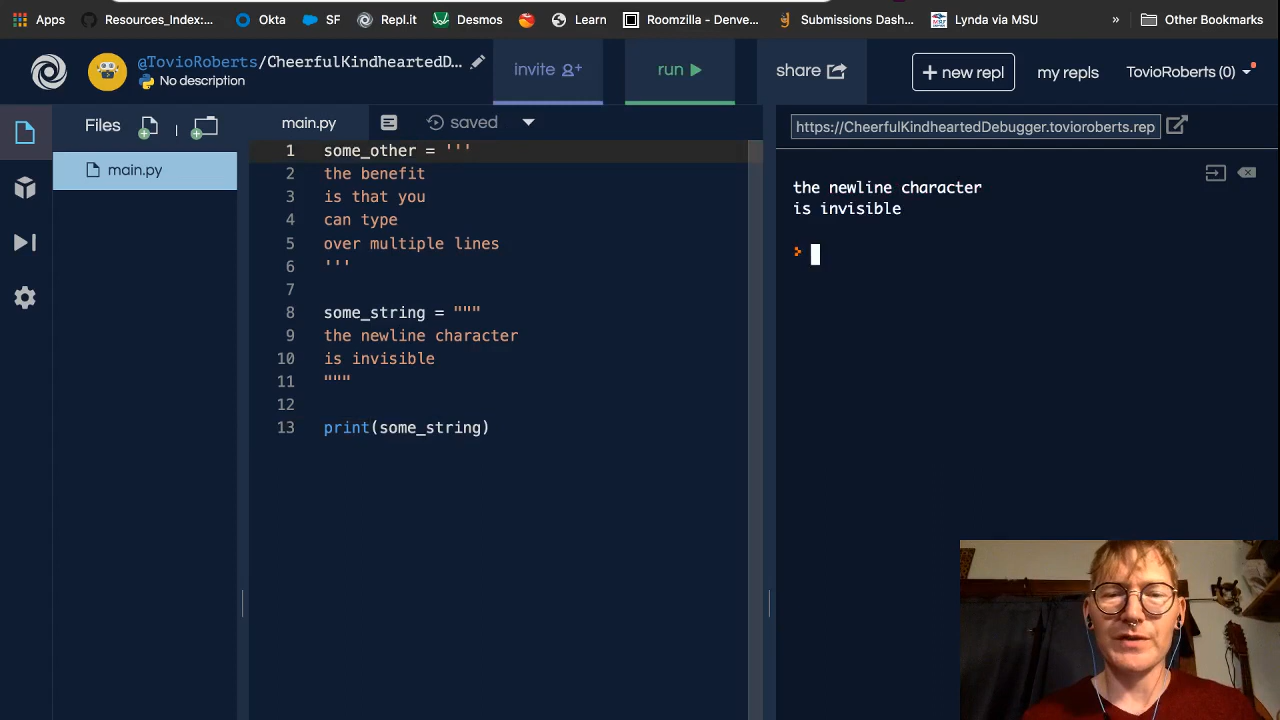 Apps
Resources_Index:...
Okta
SF
Repl.it
Desmos
Learn
Roomzilla - Denve...
Submissions Dash...
Lynda via MSU
»
Other Bookmarks
@TovioRoberts/CheerfulKindheartedD...
No description
invite
run
share
+ new repl
my repls
TovioRoberts (0)
Files
main.py
saved
https://CheerfulKindheartedDebugger.tovioroberts.rep
main.py
1 some_other = '''
2 the benefit
3 is that you
4 can type
5 over multiple lines
6 '''
7
8 some_string = """
9 the newline character
10 is invisible
11 """
12
13 print(some_string)
the newline character
is invisible